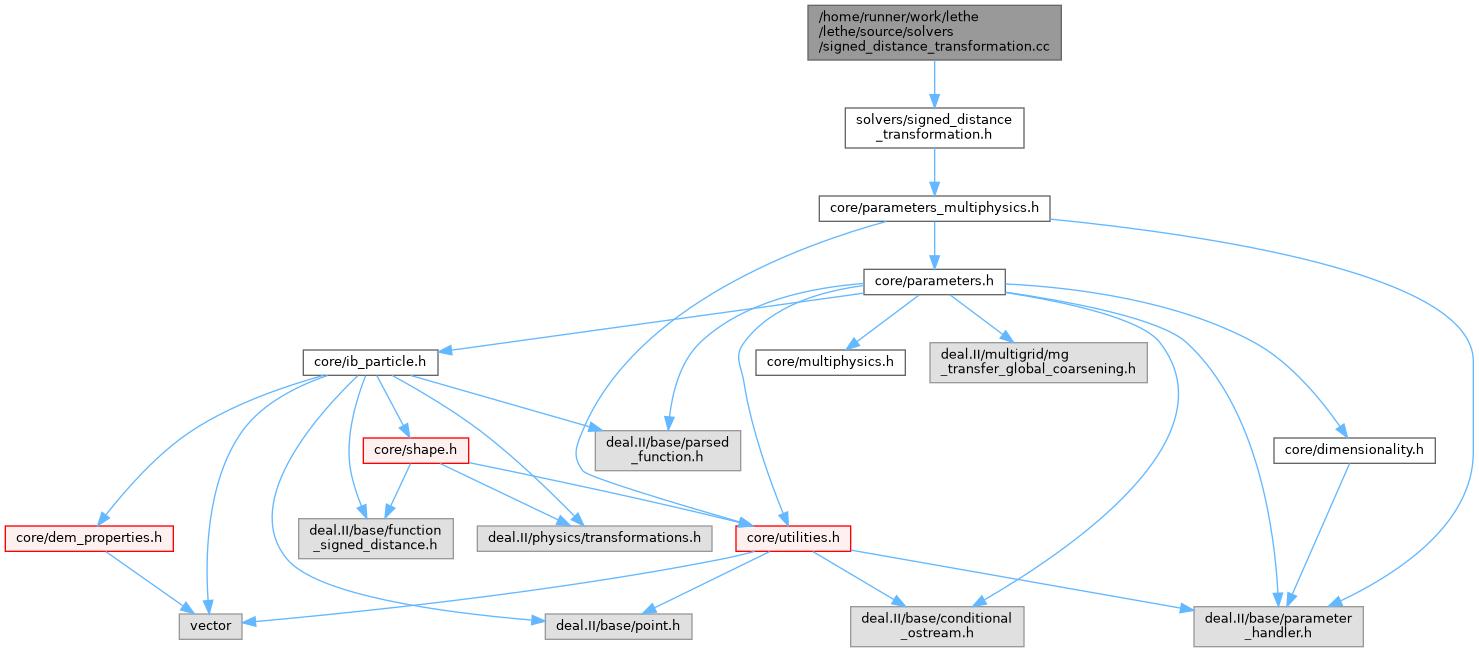 /home/runner/work/lethe
/lethe/source/solvers
/signed_distance_transformation.cc
solvers/signed_distance
_transformation.h
core/parameters_multiphysics.h
core/parameters.h
core/ib_particle.h
core/multiphysics.h
deal.II/multigrid/mg
_transfer_global_coarsening.h
core/shape.h
deal.II/base/parsed
_function.h
core/dimensionality.h
core/dem_properties.h
deal.II/base/function
_signed_distance.h
deal.II/physics/transformations.h
core/utilities.h
vector
deal.II/base/point.h
deal.II/base/conditional
_ostream.h
deal.II/base/parameter
_handler.h